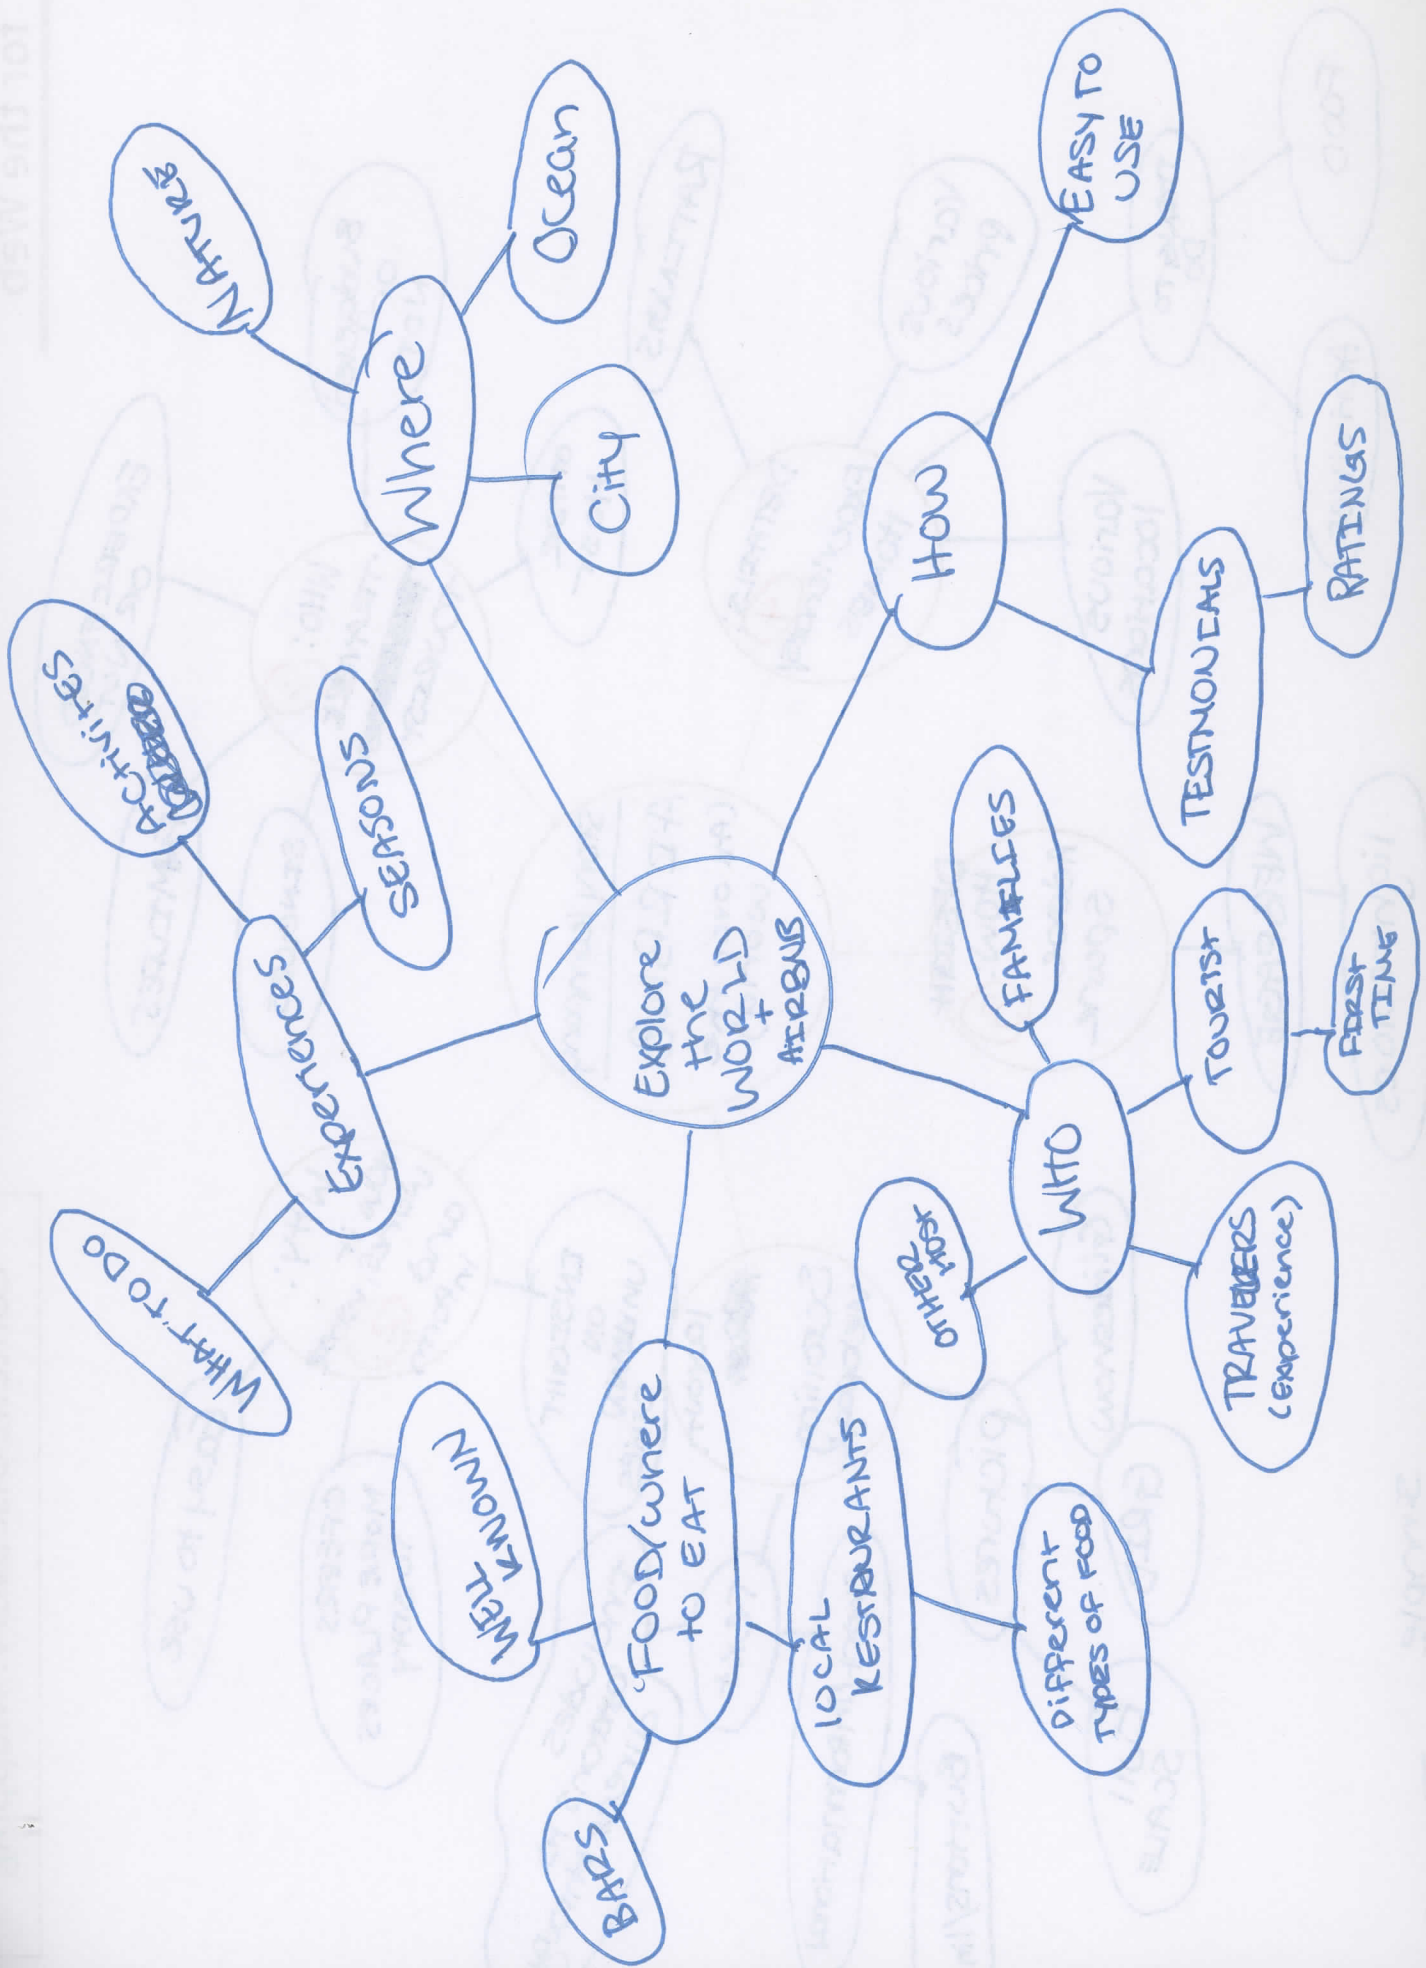 WHAT TO DO
ACtivitES
NATURE
Experiences
SEASONS
Where
Ocean
WELL
KNOWN
City
BARS
FOOD/where
TO EAT
Explore
the
WORLD
+
AIRBNB
LOCAL
RESTAURANTS
OTHER
HOST
FAMILIES
HOW
EASY TO
USE
WHO
Different
TYPES OF FOOD
TRAVELERS
(experience)
TOURIST
TESTMONIALS
FIRST
TIME
RATINGS